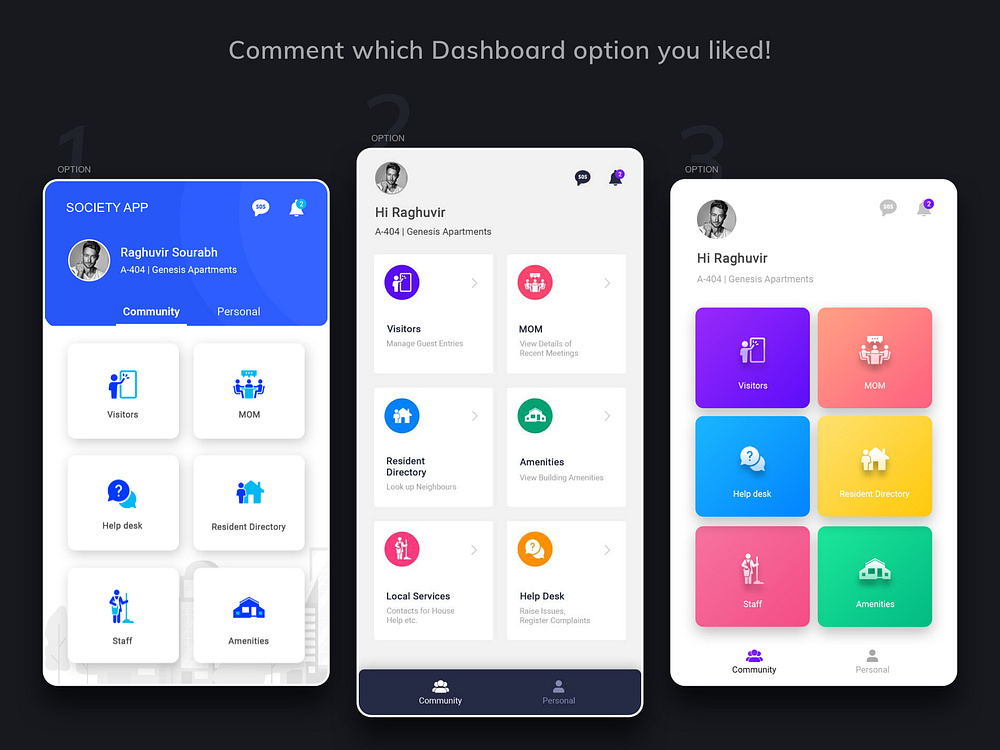 Comment which Dashboard option you liked!
1
OPTION
SOCIETY APP
SOS
2
Raghuvir Sourabh
A-404 | Genesis Apartments
Community
Personal
Visitors
MOM
?
Help desk
Resident Directory
Staff
Amenities
2
OPTION
SOS
2
Hi Raghuvir
A-404 | Genesis Apartments
Visitors
Manage Guest Entries
MOM
View Details of
Recent Meetings
Resident
Directory
Look up Neighbours
Amenities
View Building Amenities
Local Services
Contacts for House
Help etc.
?
Help Desk
Raise Issues,
Register Complaints
Community
Personal
3
OPTION
SOS
2
Hi Raghuvir
A-404 | Genesis Apartments
Visitors
MOM
?
Help desk
Resident Directory
Staff
Amenities
Community
Personal